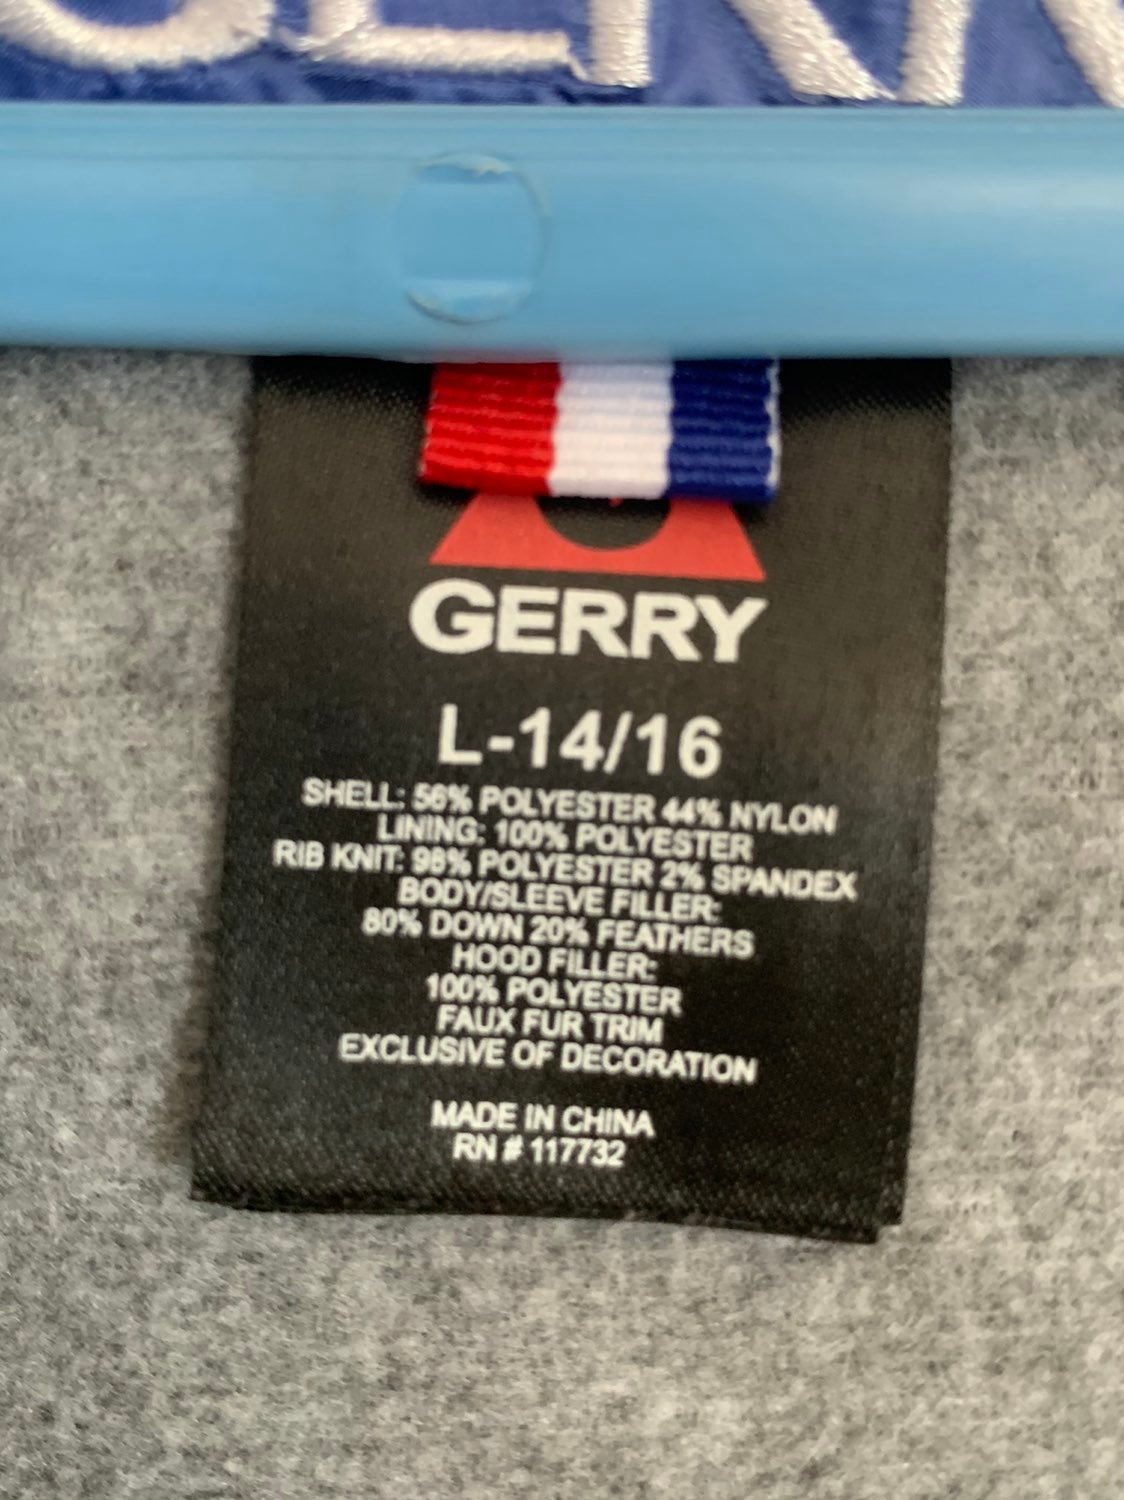 GERRY
GERRY
L-14/16
SHELL: 56% POLYESTER 44% NYLON
LINING: 100% POLYESTER
RIB KNIT: 98% POLYESTER 2% SPANDEX
BODY/SLEEVE FILLER:
80% DOWN 20% FEATHERS
HOOD FILLER:
100% POLYESTER
FAUX FUR TRIM
EXCLUSIVE OF DECORATION
MADE IN CHINA
RN # 117732